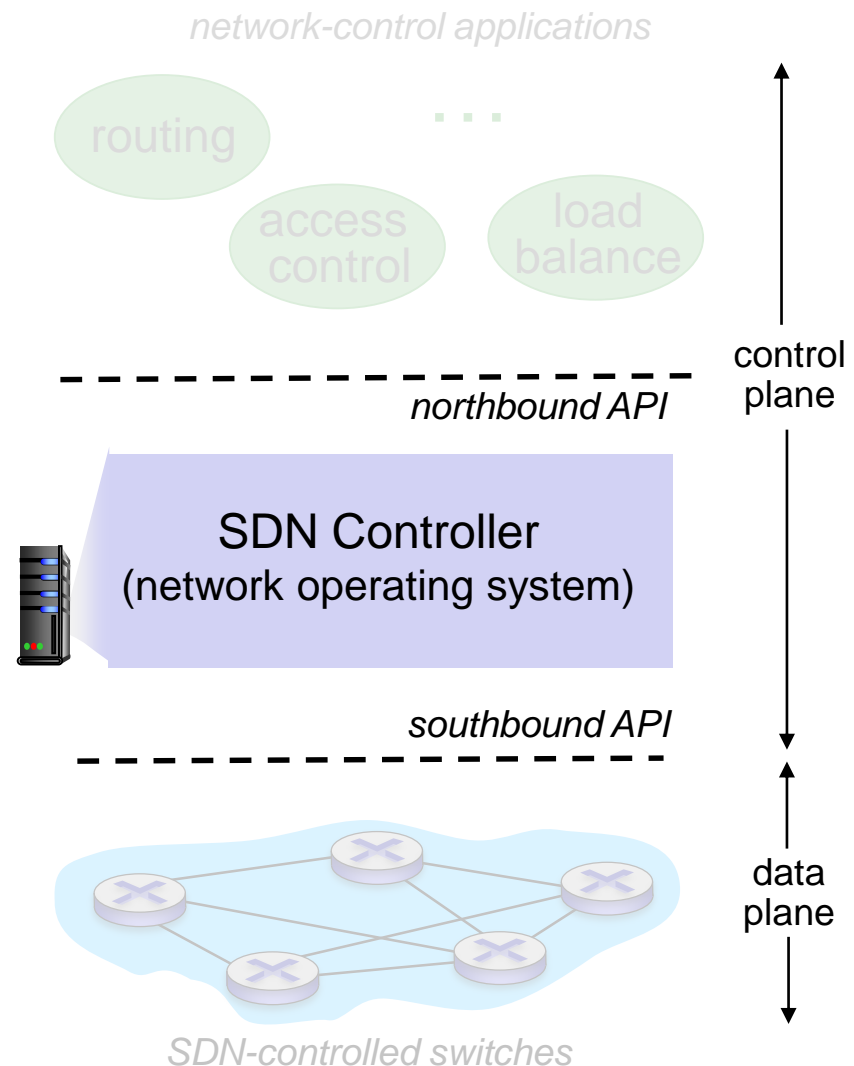 network-control applications
routing
...
access
control
load
balance
control
plane
northbound API
SDN Controller
(network operating system)
southbound API
data
plane
SDN-controlled switches